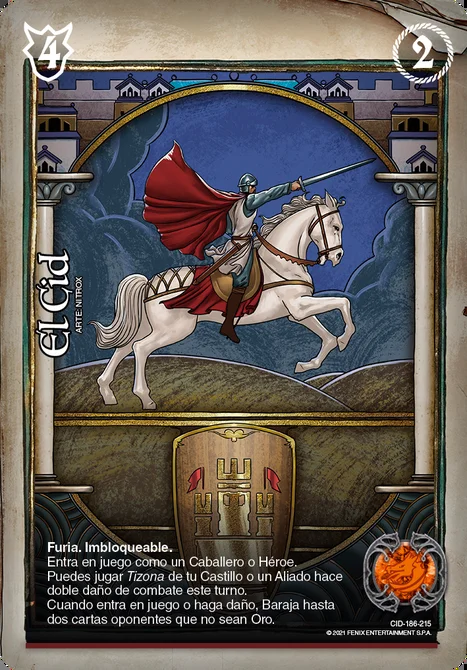 4
2
El Cid
ARTE: NITROX
Furia. Imbloqueable.
Entra en juego como un Caballero o Héroe.
Puedes jugar Tizona de tu Castillo o un Aliado hace
doble daño de combate este turno.
Cuando entra en juego o haga daño, Baraja hasta
dos cartas oponentes que no sean Oro.
CID-186-215
© 2021 FENIX ENTERTAINMENT S.P.A.